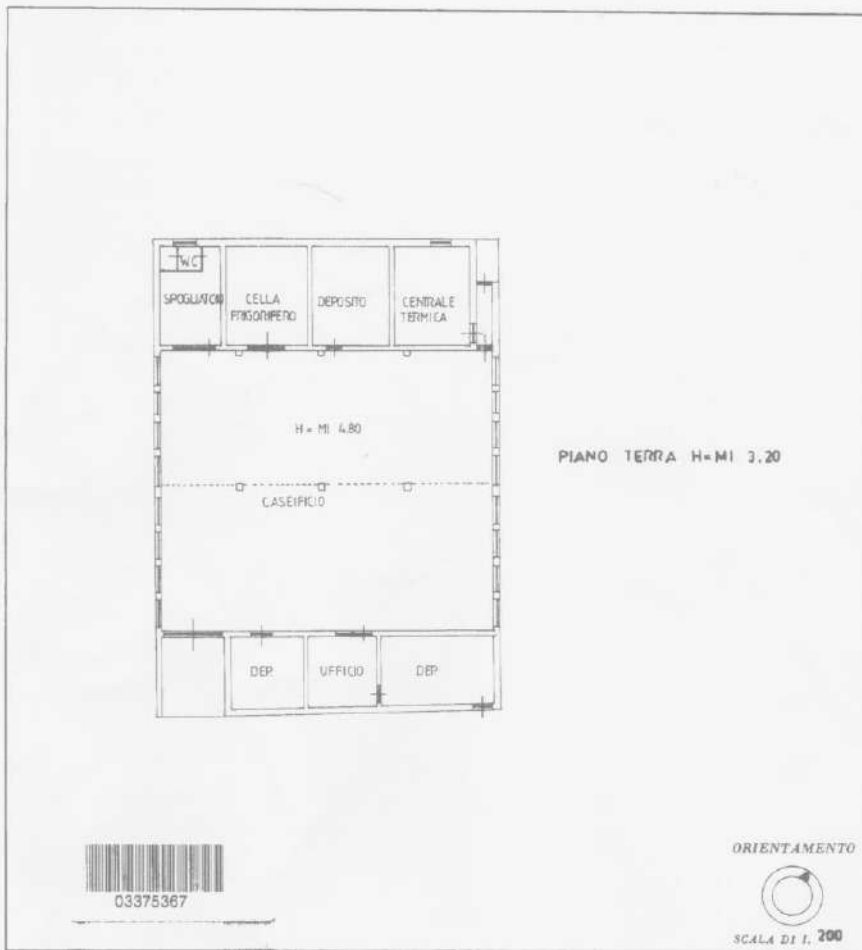 WC
SPOGLIATOI
CELLA
FRIGORIFERO
DEPOSITO
CENTRALE
TERMICA
H = Ml 4.80
PIANO TERRA H=Ml 3.20
CASEIFICIO
DEP.
UFFICIO
DEP.
03375367
ORIENTAMENTO
SCALA DI 1: 200